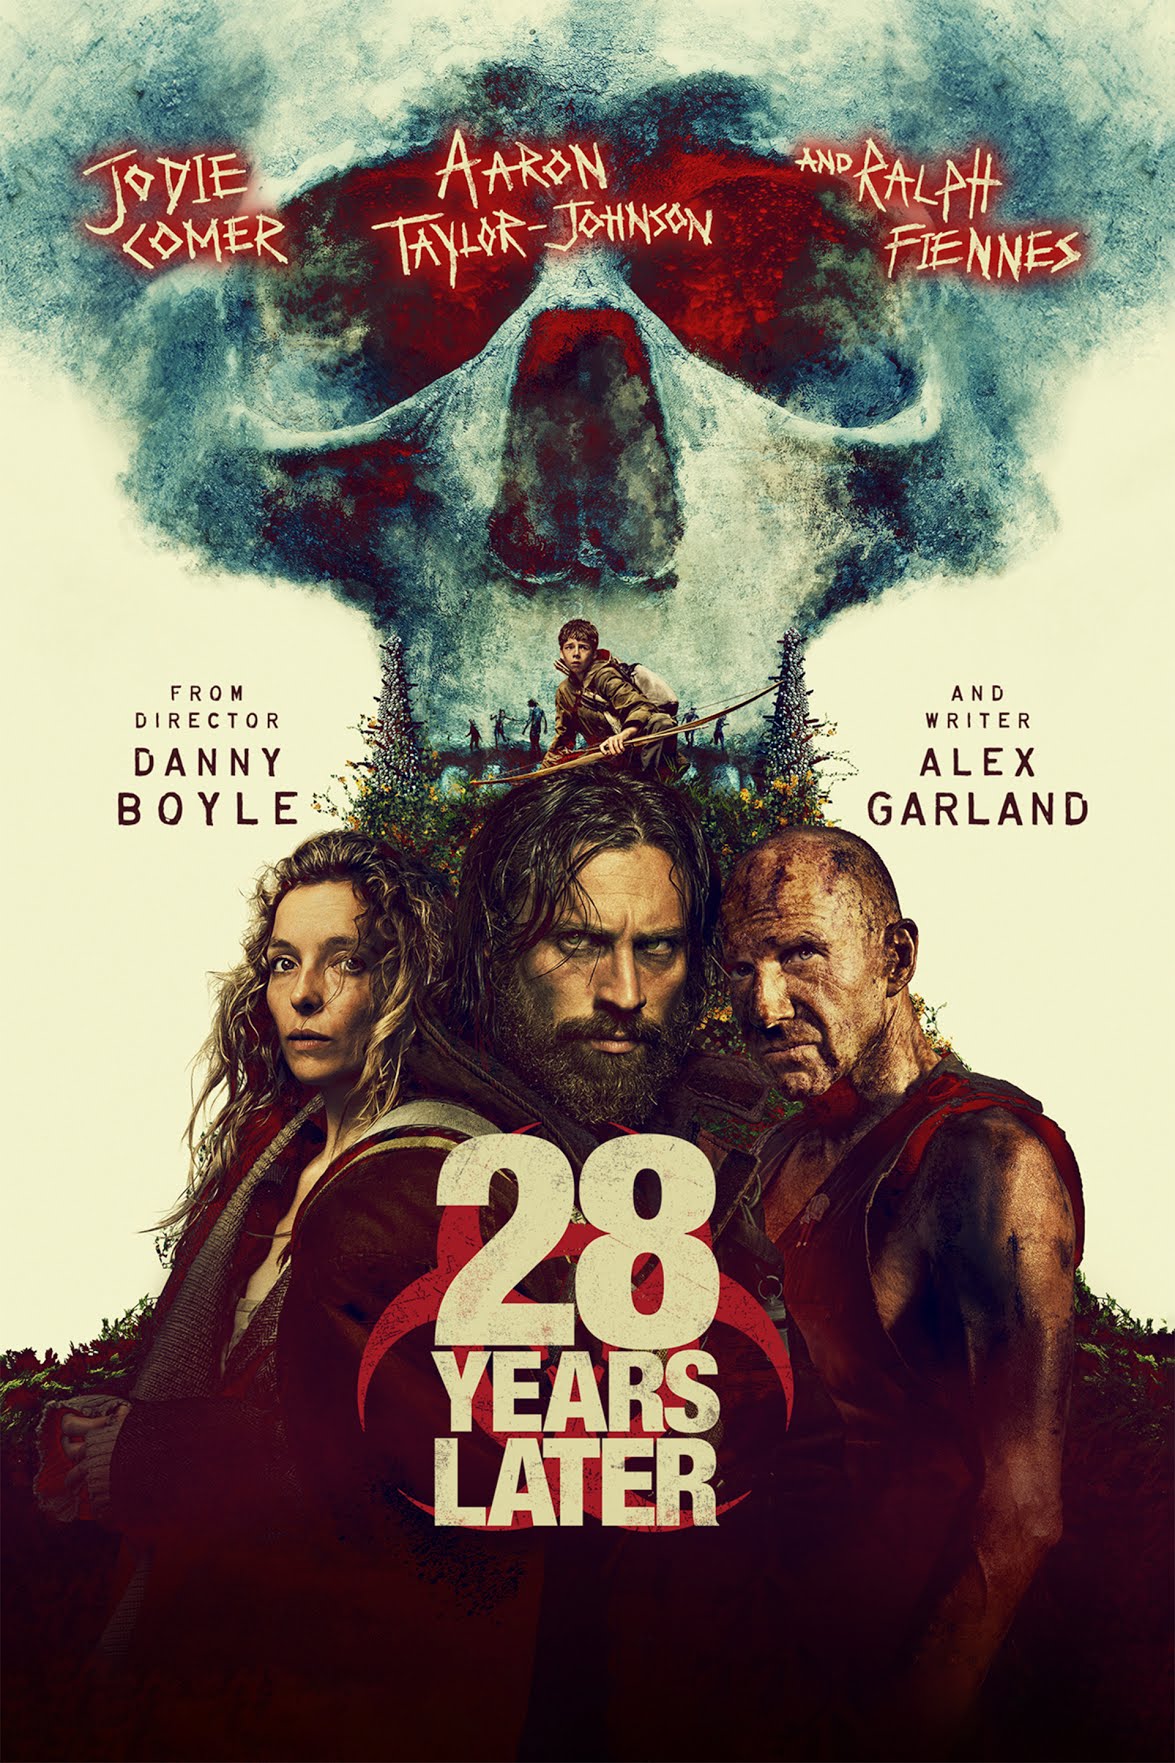 JODIE
COMER
AARON
TAYLOR-JOHNSON
AND RALPH
FIENNES
FROM
DIRECTOR
DANNY
BOYLE
AND
WRITER
ALEX
GARLAND
28
YEARS
LATER